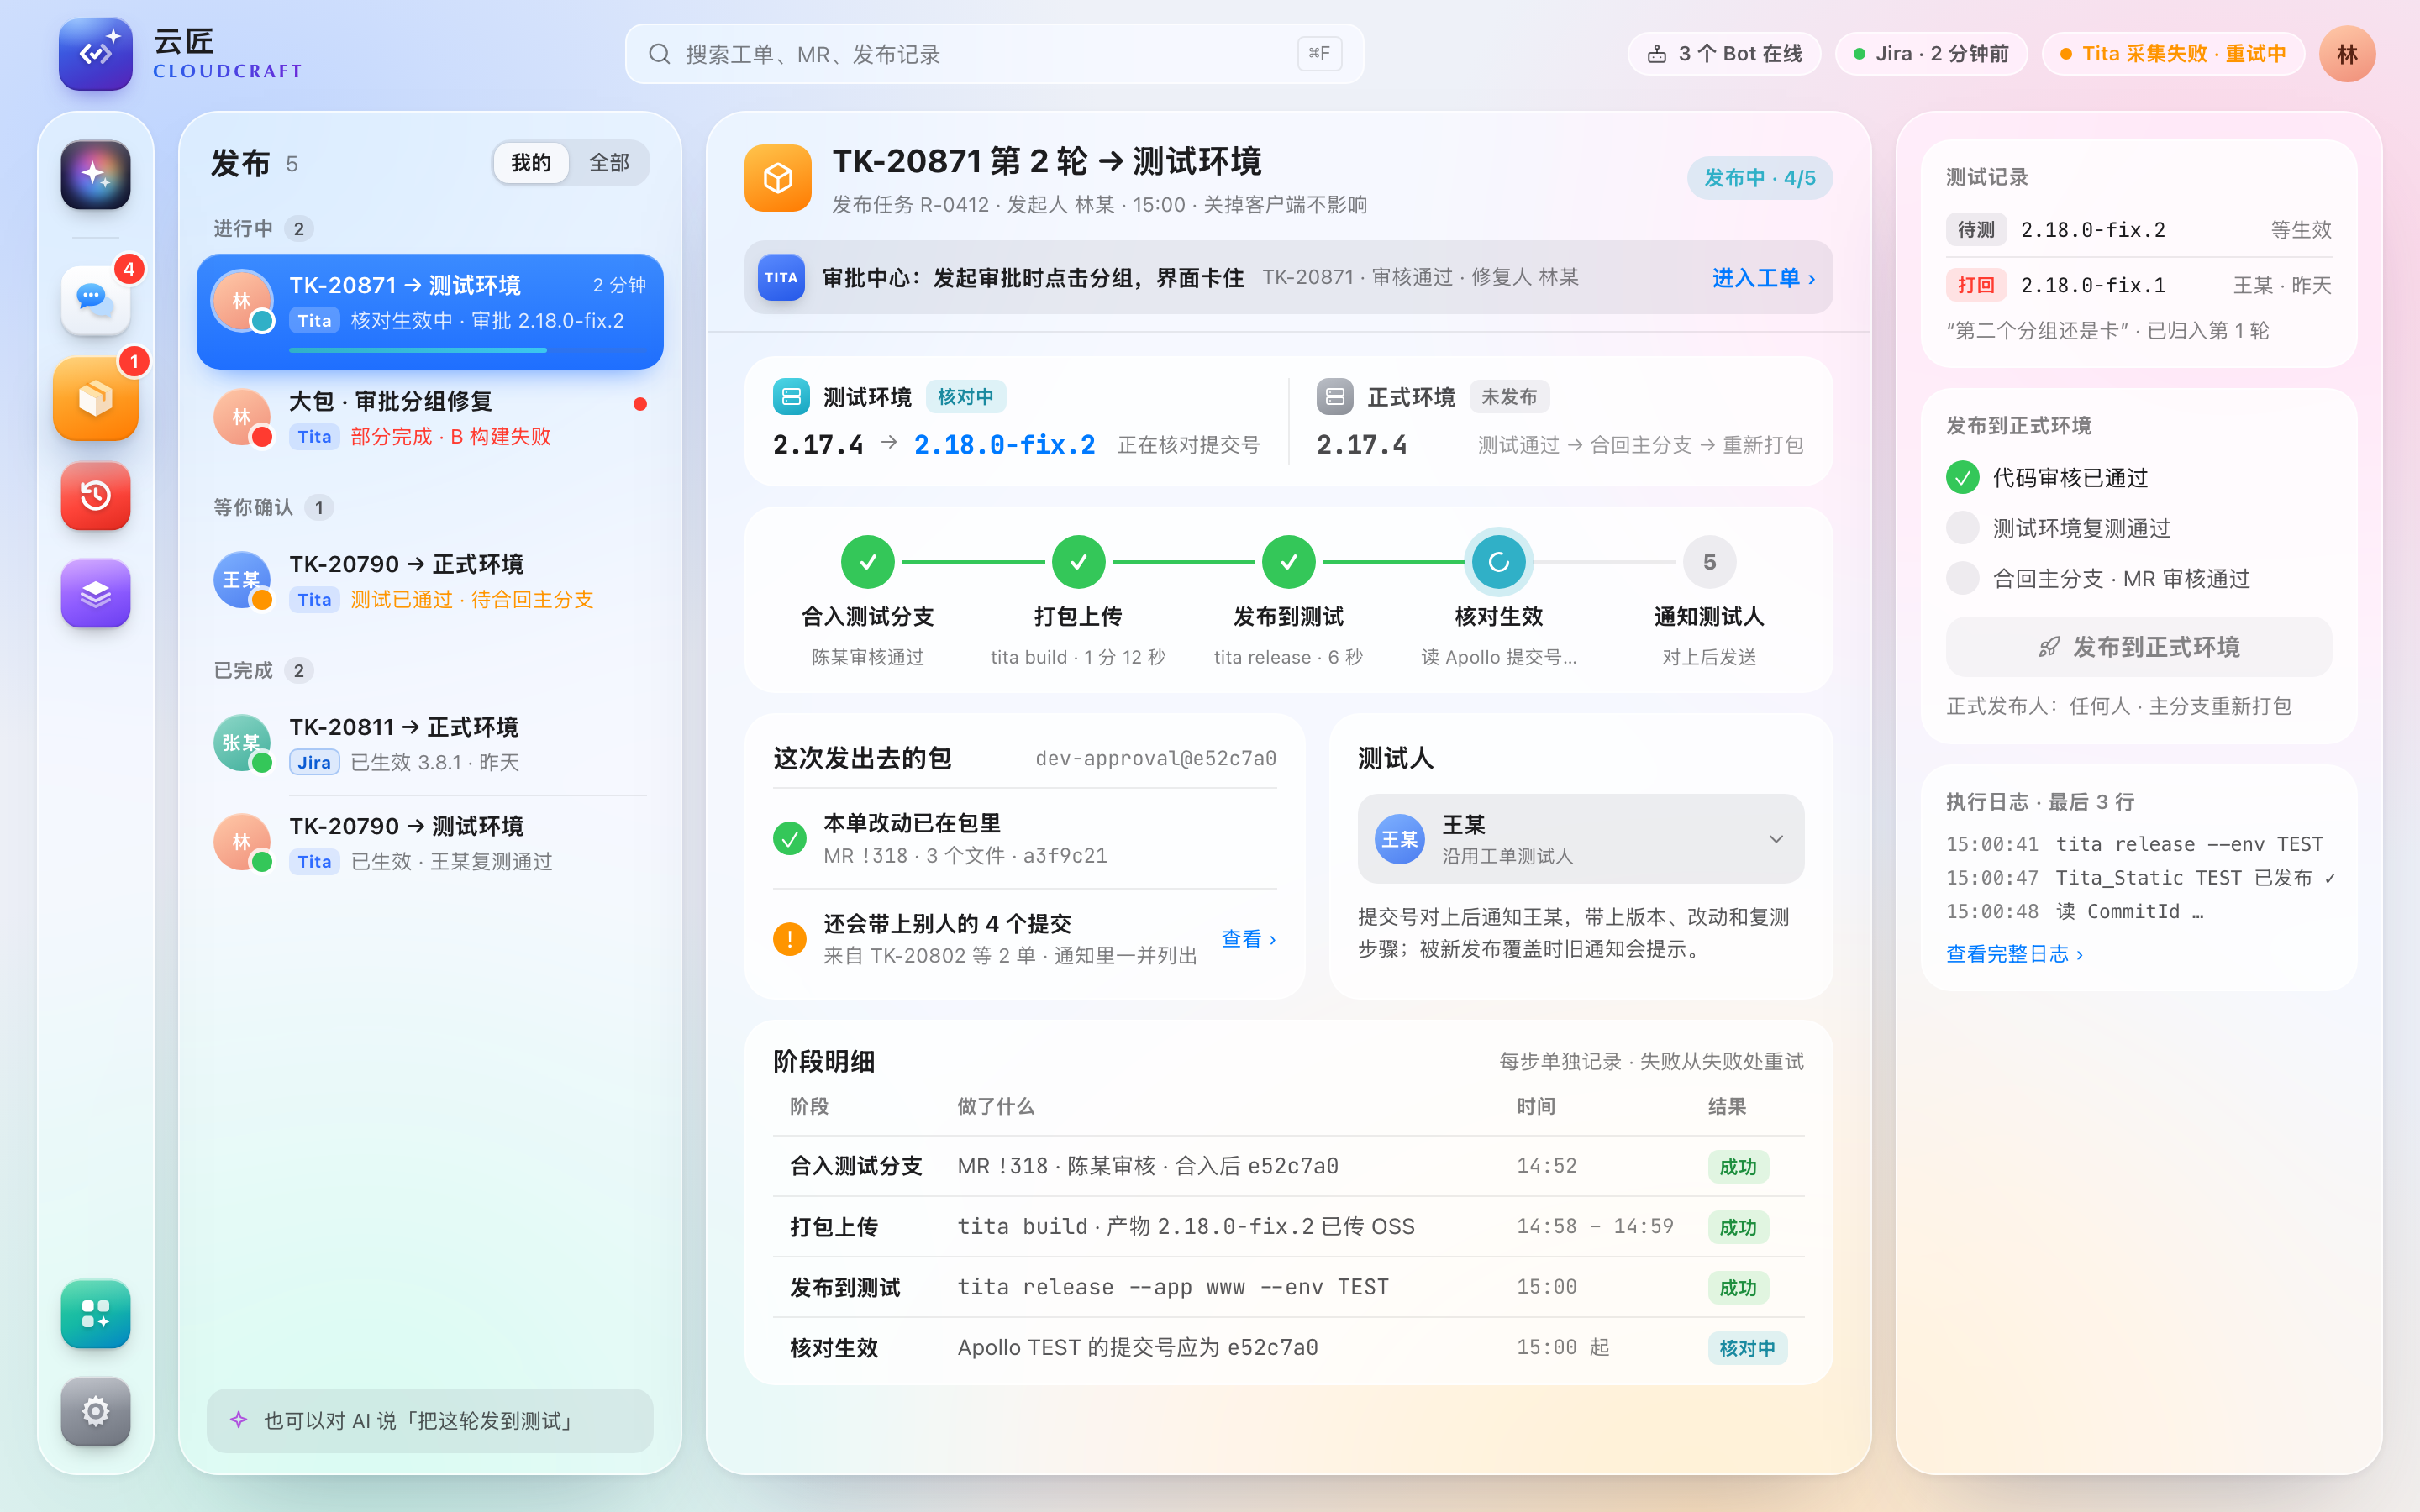 云匠
CLOUDCRAFT
搜索工单、MR、发布记录
⌘F
3 个 Bot 在线
Jira · 2 分钟前
Tita 采集失败 · 重试中
林
4
1
发布 5
我的 全部
进行中 2
林
TK-20871 → 测试环境 2 分钟
Tita 核对生效中 · 审批 2.18.0-fix.2
林
大包 · 审批分组修复
Tita 部分完成 · B 构建失败
等你确认 1
王某
TK-20790 → 正式环境
Tita 测试已通过 · 待合回主分支
已完成 2
张某
TK-20811 → 正式环境
Jira 已生效 3.8.1 · 昨天
林
TK-20790 → 测试环境
Tita 已生效 · 王某复测通过
也可以对 AI 说「把这轮发到测试」
TK-20871 第 2 轮 → 测试环境
发布任务 R-0412 · 发起人 林某 · 15:00 · 关掉客户端不影响
发布中 · 4/5
TITA 审批中心：发起审批时点击分组，界面卡住 TK-20871 · 审核通过 · 修复人 林某 进入工单 ›
测试环境 核对中
2.17.4 → 2.18.0-fix.2 正在核对提交号
正式环境 未发布
2.17.4 测试通过 → 合回主分支 → 重新打包
5
合入测试分支 打包上传 发布到测试 核对生效 通知测试人
陈某审核通过 tita build · 1 分 12 秒 tita release · 6 秒 读 Apollo 提交号... 对上后发送
这次发出去的包 dev-approval@e52c7a0
本单改动已在包里
MR !318 · 3 个文件 · a3f9c21
还会带上别人的 4 个提交
来自 TK-20802 等 2 单 · 通知里一并列出
查看 ›
测试人
王某
王某
沿用工单测试人
提交号对上后通知王某，带上版本、改动和复测
步骤；被新发布覆盖时旧通知会提示。
阶段明细 每步单独记录 · 失败从失败处重试
阶段 做了什么 时间 结果
合入测试分支 MR !318 · 陈某审核 · 合入后 e52c7a0 14:52 成功
打包上传 tita build · 产物 2.18.0-fix.2 已传 OSS 14:58 – 14:59 成功
发布到测试 tita release --app www --env TEST 15:00 成功
核对生效 Apollo TEST 的提交号应为 e52c7a0 15:00 起 核对中
测试记录
待测 2.18.0-fix.2 等生效
打回 2.18.0-fix.1 王某 · 昨天
“第二个分组还是卡” · 已归入第 1 轮
发布到正式环境
代码审核已通过
测试环境复测通过
合回主分支 · MR 审核通过
发布到正式环境
正式发布人：任何人 · 主分支重新打包
执行日志 · 最后 3 行
15:00:41 tita release --env TEST
15:00:47 Tita_Static TEST 已发布 ✓
15:00:48 读 CommitId …
查看完整日志 ›